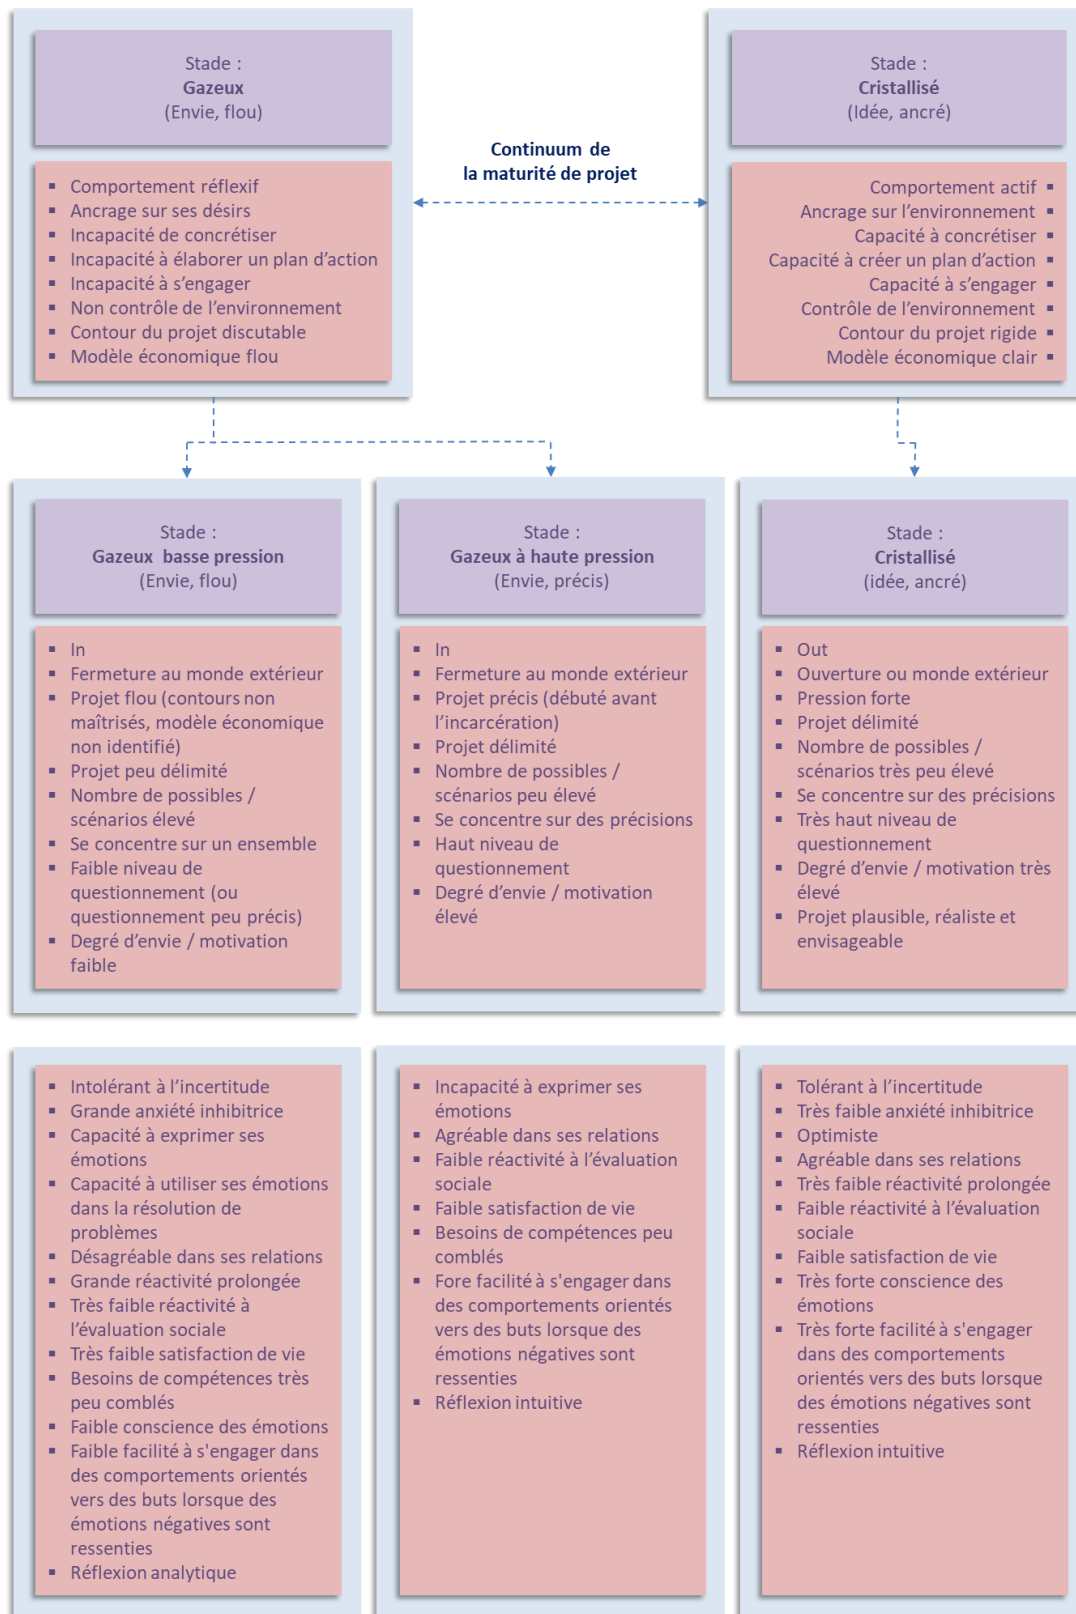 Stade :
Gazeux
(Envie, flou)
▪ Comportement réflexif
▪ Ancrage sur ses désirs
▪ Incapacité de concrétiser
▪ Incapacité à élaborer un plan d’action
▪ Incapacité à s’engager
▪ Non contrôle de l’environnement
▪ Contour du projet discutable
▪ Modèle économique flou
Continuum de
la maturité de projet
Stade :
Cristallisé
(Idée, ancré)
Comportement actif ▪
Ancrage sur l’environnement ▪
Capacité à concrétiser ▪
Capacité à créer un plan d’action ▪
Capacité à s’engager ▪
Contrôle de l’environnement ▪
Contour du projet rigide ▪
Modèle économique clair ▪
Stade :
Gazeux basse pression
(Envie, flou)
▪ In
▪ Fermeture au monde extérieur
▪ Projet flou (contours non
maîtrisés, modèle économique
non identifié)
▪ Projet peu délimité
▪ Nombre de possibles /
scénarios élevé
▪ Se concentre sur un ensemble
▪ Faible niveau de
questionnement (ou
questionnement peu précis)
▪ Degré d’envie / motivation
faible
Stade :
Gazeux à haute pression
(Envie, précis)
▪ In
▪ Fermeture au monde extérieur
▪ Projet précis (débuté avant
l’incarcération)
▪ Projet délimité
▪ Nombre de possibles /
scénarios peu élevé
▪ Se concentre sur des précisions
▪ Haut niveau de
questionnement
▪ Degré d’envie / motivation
élevé
Stade :
Cristallisé
(idée, ancré)
▪ Out
▪ Ouverture ou monde extérieur
▪ Pression forte
▪ Projet délimité
▪ Nombre de possibles /
scénarios très peu élevé
▪ Se concentre sur des précisions
▪ Très haut niveau de
questionnement
▪ Degré d’envie / motivation très
élevé
▪ Projet plausible, réaliste et
envisageable
▪ Intolérant à l’incertitude
▪ Grande anxiété inhibitrice
▪ Capacité à exprimer ses
émotions
▪ Capacité à utiliser ses émotions
dans la résolution de
problèmes
▪ Désagréable dans ses relations
▪ Grande réactivité prolongée
▪ Très faible réactivité à
l’évaluation sociale
▪ Très faible satisfaction de vie
▪ Besoins de compétences très
peu comblés
▪ Faible conscience des émotions
▪ Faible facilité à s'engager dans
des comportements orientés
vers des buts lorsque des
émotions négatives sont
ressenties
▪ Réflexion analytique
▪ Incapacité à exprimer ses
émotions
▪ Agréable dans ses relations
▪ Faible réactivité à l’évaluation
sociale
▪ Faible satisfaction de vie
▪ Besoins de compétences peu
comblés
▪ Fore facilité à s'engager dans
des comportements orientés
vers des buts lorsque des
émotions négatives sont
ressenties
▪ Réflexion intuitive
▪ Tolérant à l’incertitude
▪ Très faible anxiété inhibitrice
▪ Optimiste
▪ Agréable dans ses relations
▪ Très faible réactivité prolongée
▪ Faible réactivité à l’évaluation
sociale
▪ Faible satisfaction de vie
▪ Très forte conscience des
émotions
▪ Très forte facilité à s'engager
dans des comportements
orientés vers des buts lorsque
des émotions négatives sont
ressenties
▪ Réflexion intuitive